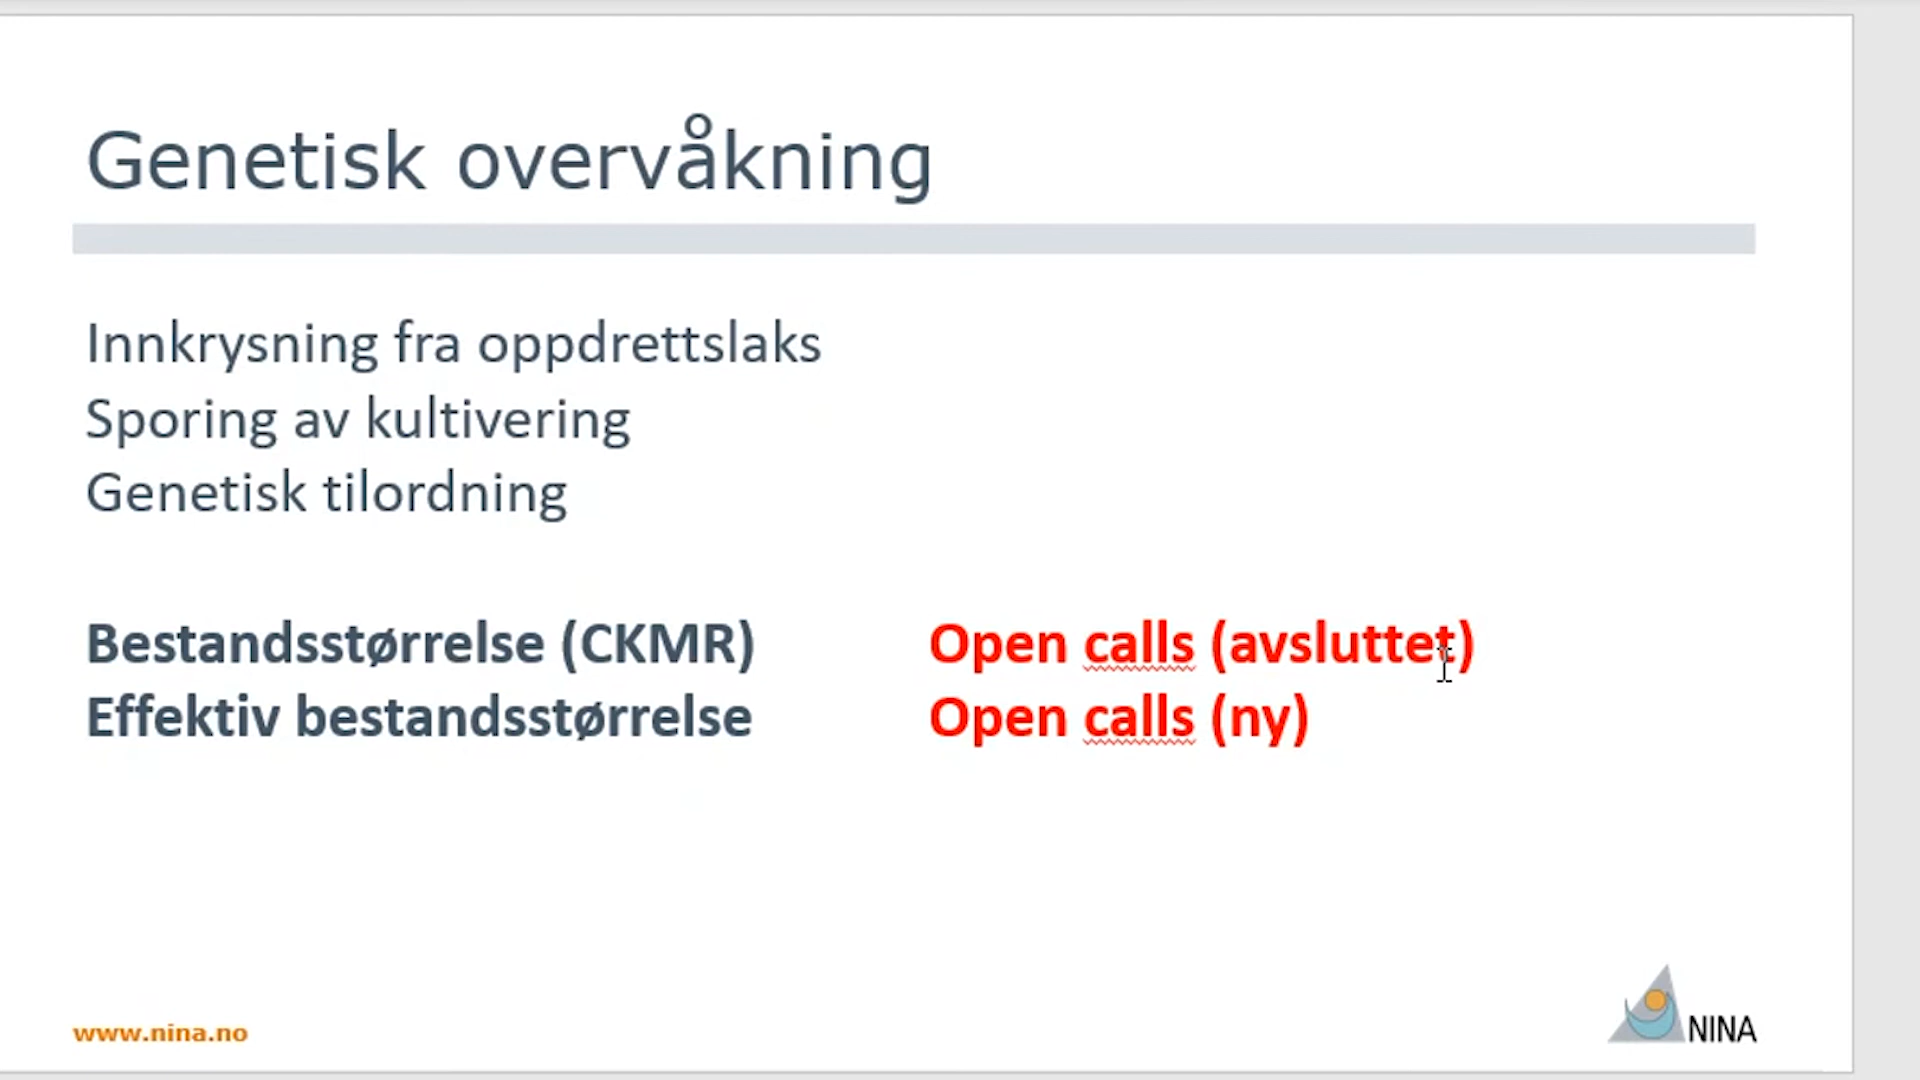 Genetisk overvåkning
Innkrysning fra oppdrettslaks
Sporing av kultivering
Genetisk tilordning
Bestandsstørrelse (CKMR) Open calls (avsluttet)
Effektiv bestandsstørrelse Open calls (ny)
www.nina.no
NINA